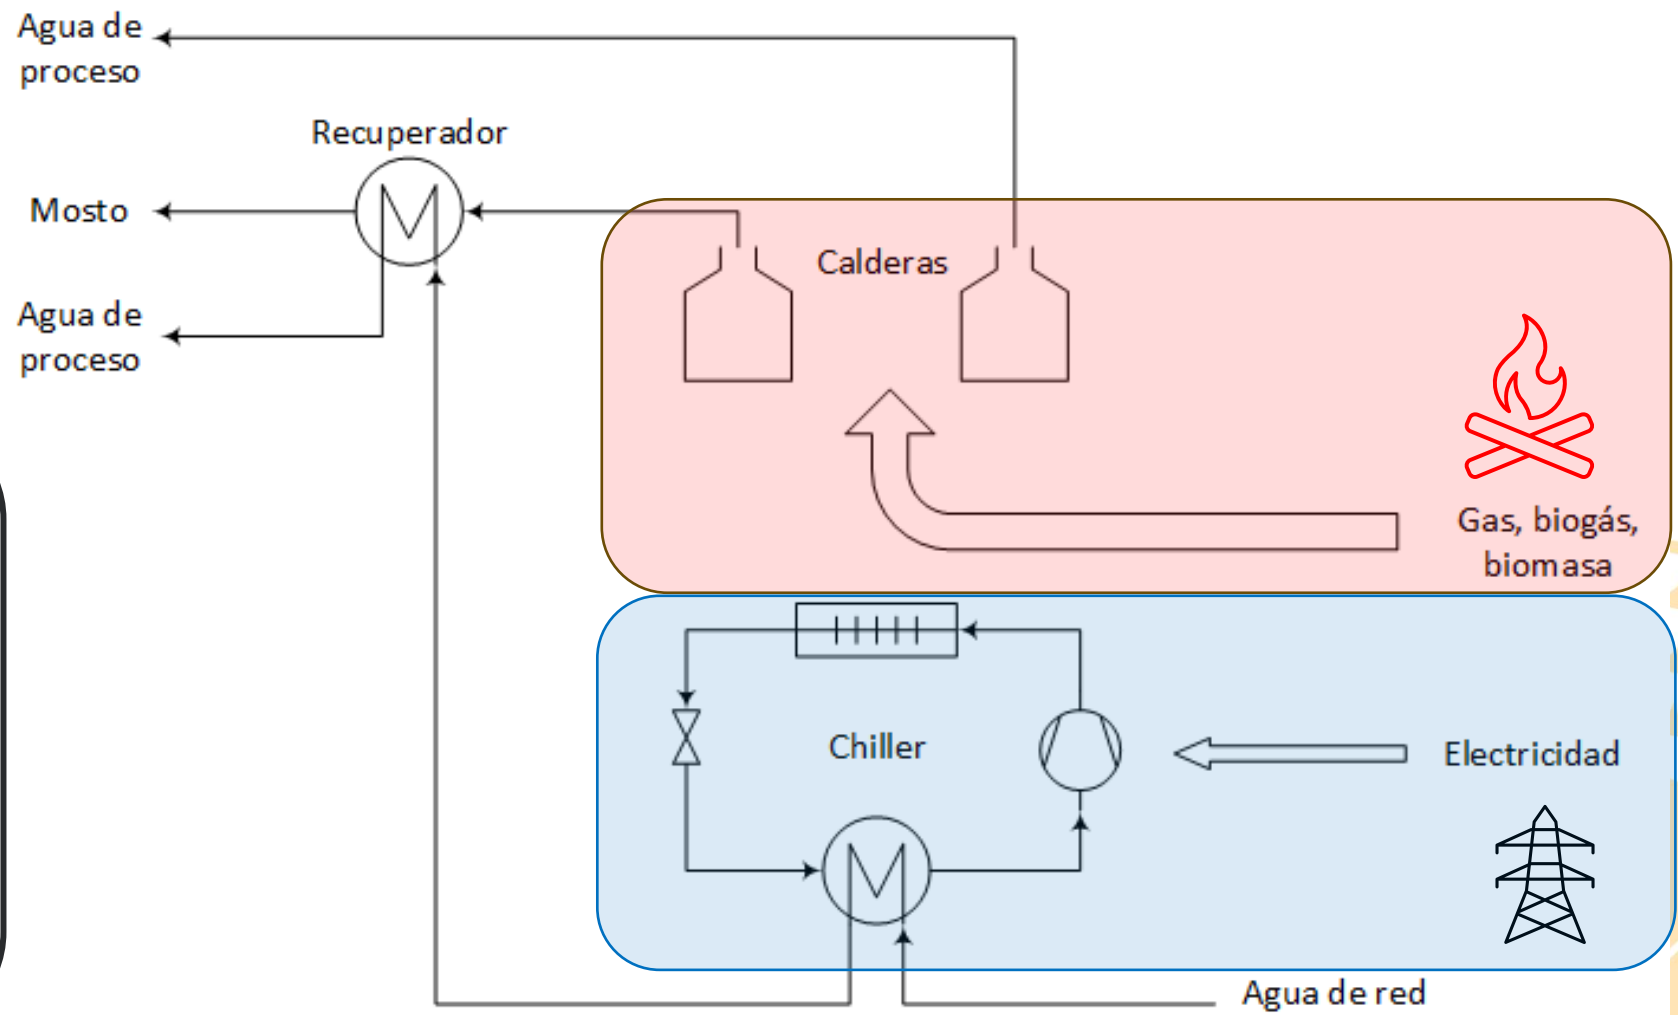 Agua de
proceso
Recuperador
Mosto
Calderas
Agua de
proceso
Gas, biogás,
biomasa
Chiller
Electricidad
Agua de red